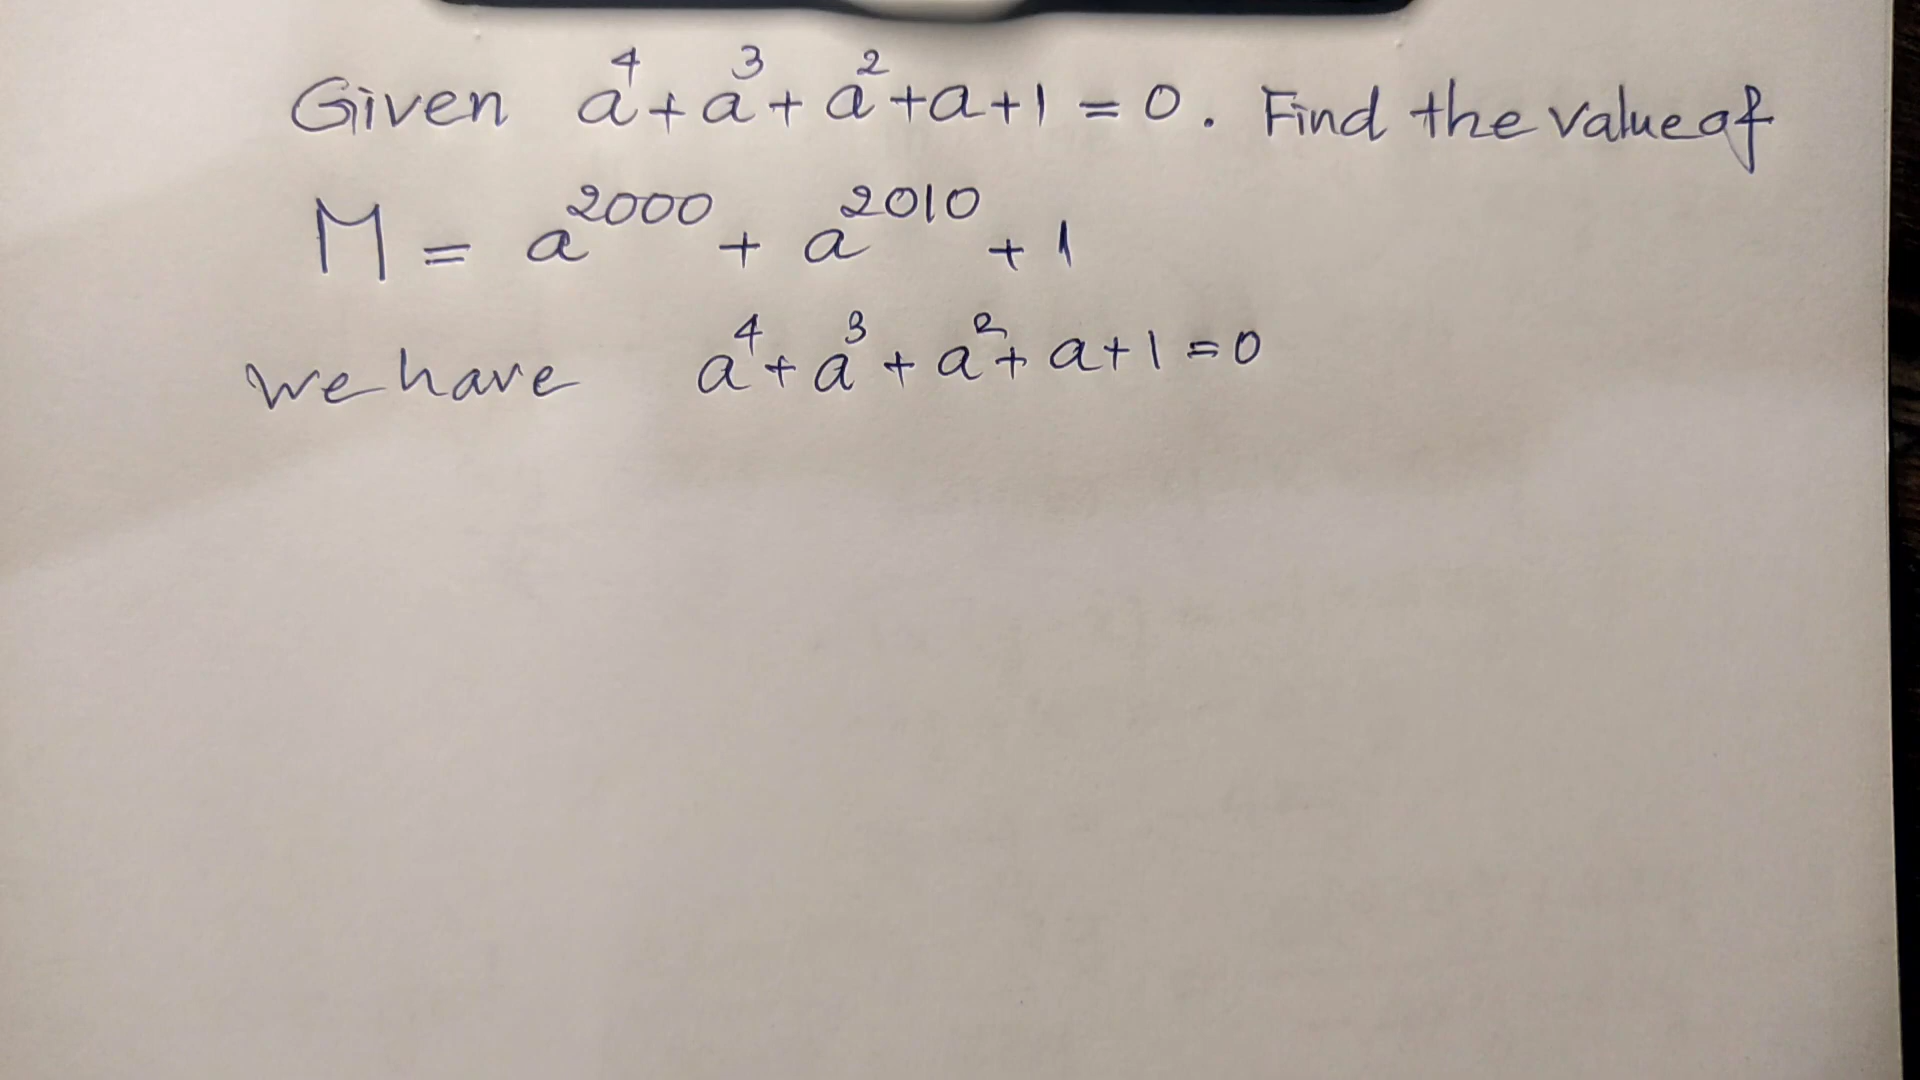 Given a⁴+a³+a²+a+1=0. Find the value of
M = a²⁰⁰⁰ + a²⁰¹⁰ + 1
we have a⁴+a³+a²+a+1=0